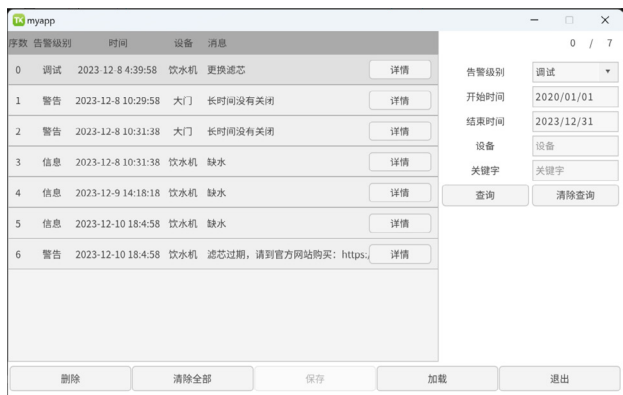 TK myapp
序数 告警级别 时间 设备 消息
0 调试 2023-12-8 4:39:58 饮水机 更换滤芯 详情
1 警告 2023-12-8 10:29:58 大门 长时间没有关闭 详情
2 警告 2023-12-8 10:31:38 大门 长时间没有关闭 详情
3 信息 2023-12-8 10:31:38 饮水机 缺水 详情
4 信息 2023-12-9 14:18:18 饮水机 缺水 详情
5 信息 2023-12-10 18:4:58 饮水机 缺水 详情
6 警告 2023-12-10 18:4:58 饮水机 滤芯过期，请到官方网站购买：https:/ 详情
0 / 7
告警级别 调试
开始时间 2020/01/01
结束时间 2023/12/31
设备 设备
关键字 关键字
查询 清除查询
删除 清除全部 保存 加载 退出